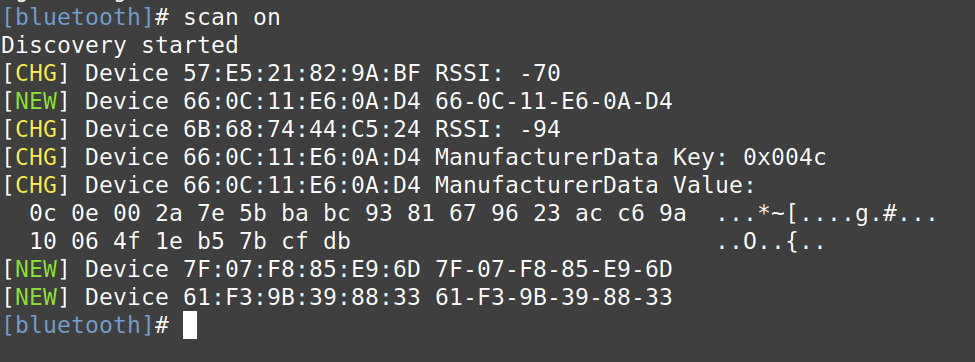 [bluetooth]# scan on
Discovery started
[CHG] Device 57:E5:21:82:9A:BF RSSI: -70
[NEW] Device 66:0C:11:E6:0A:D4 66-0C-11-E6-0A-D4
[CHG] Device 6B:68:74:44:C5:24 RSSI: -94
[CHG] Device 66:0C:11:E6:0A:D4 ManufacturerData Key: 0x004c
[CHG] Device 66:0C:11:E6:0A:D4 ManufacturerData Value:
  0c 0e 00 2a 7e 5b ba bc 93 81 67 96 23 ac c6 9a  ...*~[....g.#...
  10 06 4f 1e b5 7b cf db                          ..O..{..
[NEW] Device 7F:07:F8:85:E9:6D 7F-07-F8-85-E9-6D
[NEW] Device 61:F3:9B:39:88:33 61-F3-9B-39-88-33
[bluetooth]#